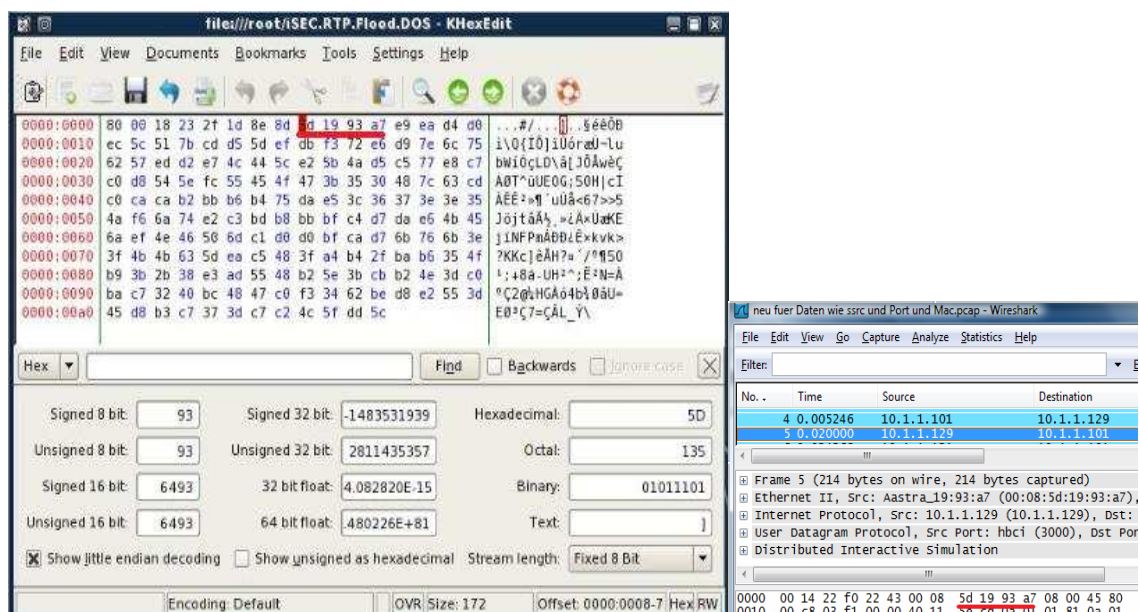 file:///root/iSEC.RTP.Flood.DOS - KHexEdit
File Edit View Documents Bookmarks Tools Settings Help
0000:0000 80 00 18 23 2f 1d 8e 8d 5d 19 93 a7 e9 ea d4 d0
0000:0010 ec 5c 51 7b cd d5 5d ef db f3 72 e6 d9 7e 6c 75
0000:0020 62 57 ed d2 e7 4c 44 5c e2 5b 4a d5 c5 77 e8 c7
0000:0030 c0 d8 54 5e fc 55 45 4f 47 3b 35 30 48 7c 63 cd
0000:0040 c0 ca ca b2 bb b6 b4 75 da e5 3c 36 37 3e 3e 35
0000:0050 4a f6 6a 74 e2 c3 bd b8 bb bf c4 d7 da e6 4b 45
0000:0060 6a ef 4e 46 50 6d c1 d0 d0 bf ca d7 6b 76 6b 3e
0000:0070 3f 4b 4b 63 5d ea c5 48 3f a4 b4 2f ba b6 35 4f
0000:0080 b9 3b 2b 38 e3 ad 55 48 b2 5e 3b cb b2 4e 3d c0
0000:0090 ba c7 32 40 bc 48 47 c0 f3 34 62 be d8 e2 55 3d
0000:00a0 45 d8 b3 c7 37 3d c7 c2 4c 5f dd 5c
Hex Find Backwards Ignore case
Signed 8 bit: 93 Signed 32 bit: -1483531939 Hexadecimal: 5D
Unsigned 8 bit: 93 Unsigned 32 bit: 2811435357 Octal: 135
Signed 16 bit: 6493 32 bit float: 4.082820E-15 Binary: 01011101
Unsigned 16 bit: 6493 64 bit float: .480226E+81 Text: ]
Show little endian decoding Show unsigned as hexadecimal Stream length: Fixed 8 Bit
Encoding: Default OVR Size: 172 Offset: 0000:0008-7 Hex RW
neu fuer Daten wie ssrc und Port und Mac.pcap - Wireshark
File Edit View Go Capture Analyze Statistics Help
Filter:
No. . Time Source Destination
4 0.005246 10.1.1.101 10.1.1.129
5 0.020000 10.1.1.129 10.1.1.101
Frame 5 (214 bytes on wire, 214 bytes captured)
Ethernet II, Src: Aastra_19:93:a7 (00:08:5d:19:93:a7),
Internet Protocol, Src: 10.1.1.129 (10.1.1.129), Dst:
User Datagram Protocol, Src Port: hbci (3000), Dst Por
Distributed Interactive Simulation
0000 00 14 22 f0 22 43 00 08 5d 19 93 a7 08 00 45 80